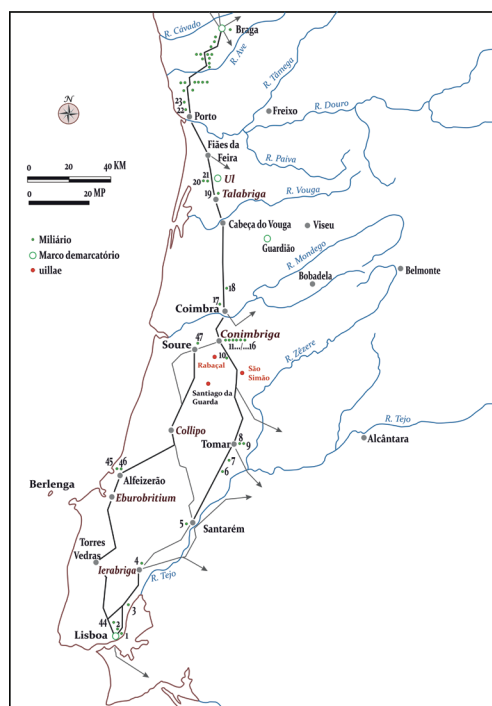 R. Cávado
Braga
R. Ave
R. Tâmega
N
23
22
Porto
Freixo
R. Douro
Fiães da
Feira
R. Paiva
40 KM
0
20
0
MP
21
20
Ul
19
Talabriga
R. Vouga
Cabeça do Vouga
Viseu
Guardião
Miliário
Marco demarcatório
uillae
R. Mondego
Belmonte
Bobadela
18
17
Coimbra
Conimbriga
11.../...16
47
Soure
10
Rabaçal
São
Simão
R. Zêzere
Santiago da
Guarda
R. Tejo
Collipo
Alcântara
Tomar
8
9
7
6
45
46
Alfeizerão
Berlenga
Eburobritium
5
Santarém
Torres
Vedras
4
Ierabriga
R. Tejo
3
44
2
Lisboa
1